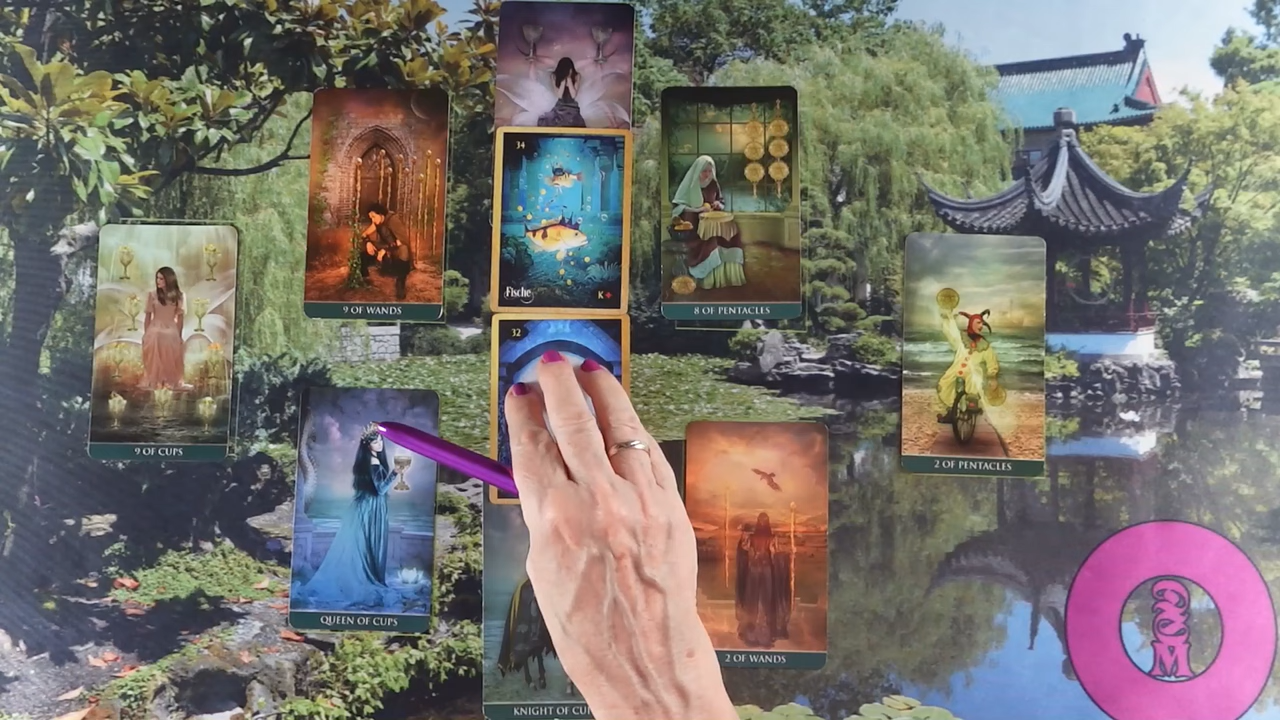 34
Fische
K
9 OF WANDS
8 OF PENTACLES
32
9 OF CUPS
2 OF PENTACLES
QUEEN OF CUPS
2 OF WANDS
KNIGHT OF